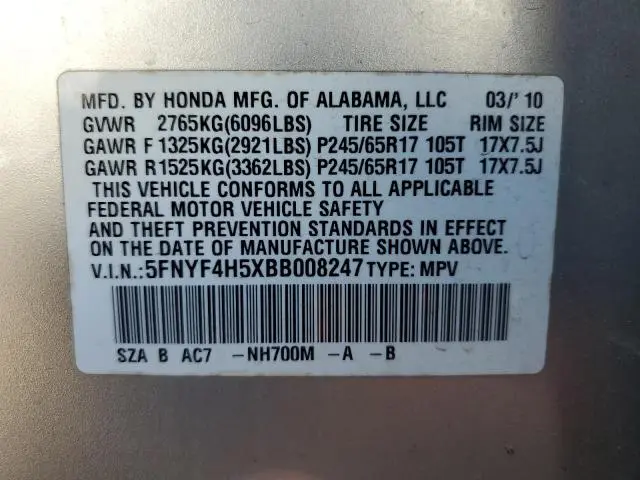 MFD. BY HONDA MFG. OF ALABAMA, LLC 03/'10
GVWR 2765KG(6096LBS) TIRE SIZE RIM SIZE
GAWR F 1325KG(2921LBS) P245/65R17 105T 17X7.5J
GAWR R 1525KG(3362LBS) P245/65R17 105T 17X7.5J
THIS VEHICLE CONFORMS TO ALL APPLICABLE
FEDERAL MOTOR VEHICLE SAFETY
AND THEFT PREVENTION STANDARDS IN EFFECT
ON THE DATE OF MANUFACTURE SHOWN ABOVE.
V.I.N.:5FNYF4H5XBB008247 TYPE: MPV
SZA B AC7 -NH700M -A -B